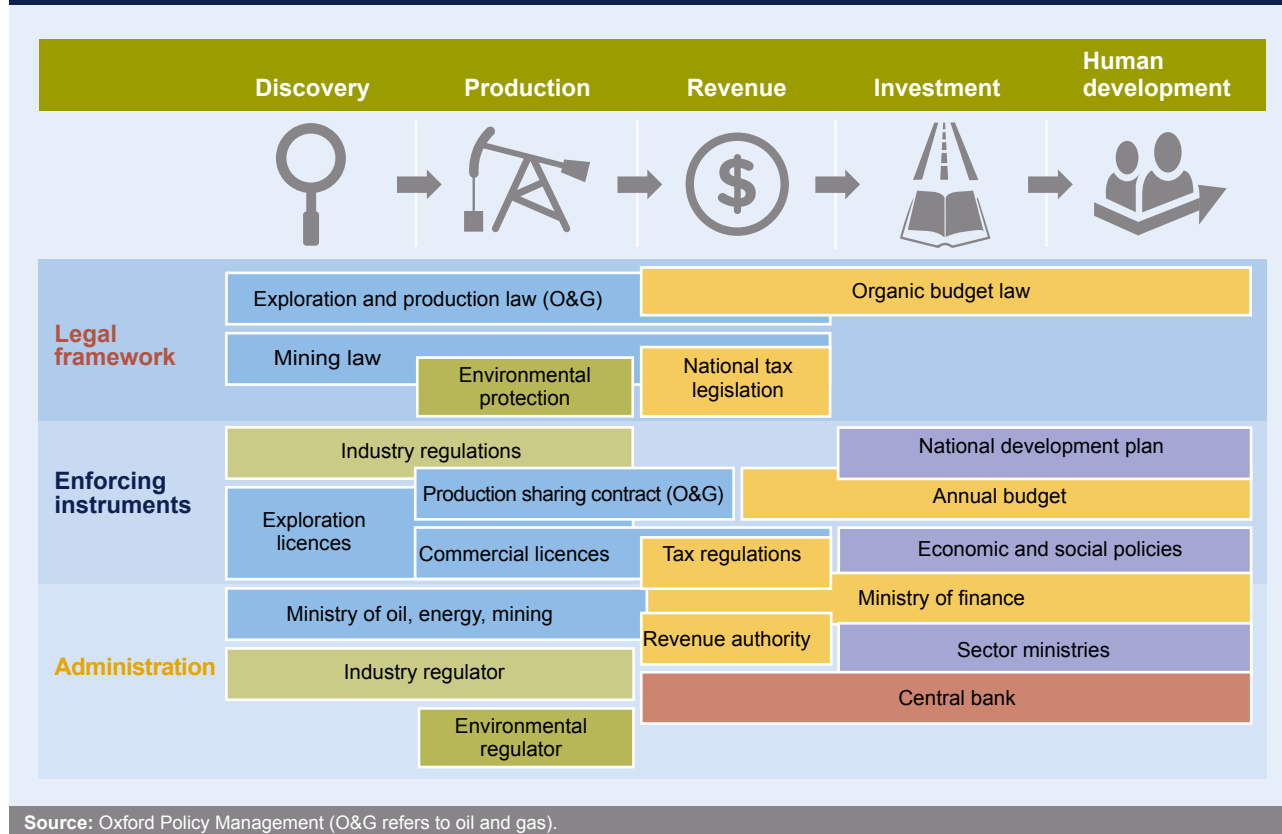 Discovery
Production
Revenue
Investment
Human
development
$
Legal
framework
Exploration and production law (O&G)
Organic budget law
Mining law
Environmental
protection
National tax
legislation
Enforcing
instruments
Industry regulations
National development plan
Production sharing contract (O&G)
Annual budget
Exploration
licences
Commercial licences
Tax regulations
Economic and social policies
Administration
Ministry of oil, energy, mining
Ministry of finance
Revenue authority
Sector ministries
Industry regulator
Central bank
Environmental
regulator
Source: Oxford Policy Management (O&G refers to oil and gas).